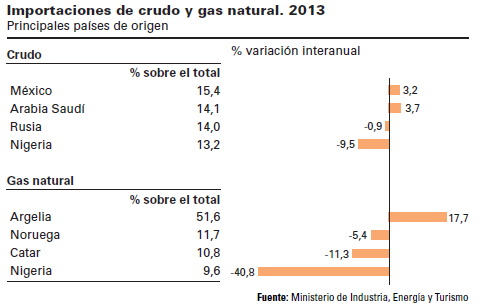 Importaciones de crudo y gas natural. 2013
Principales países de origen
% variación interanual
Crudo
% sobre el total
México 15,4 3,2
Arabia Saudí 14,1 3,7
Rusia 14,0 -0,9
Nigeria 13,2 -9,5
Gas natural
% sobre el total
Argelia 51,6 17,7
Noruega 11,7 -5,4
Catar 10,8 -11,3
Nigeria 9,6 -40,8
Fuente: Ministerio de Industria, Energía y Turismo